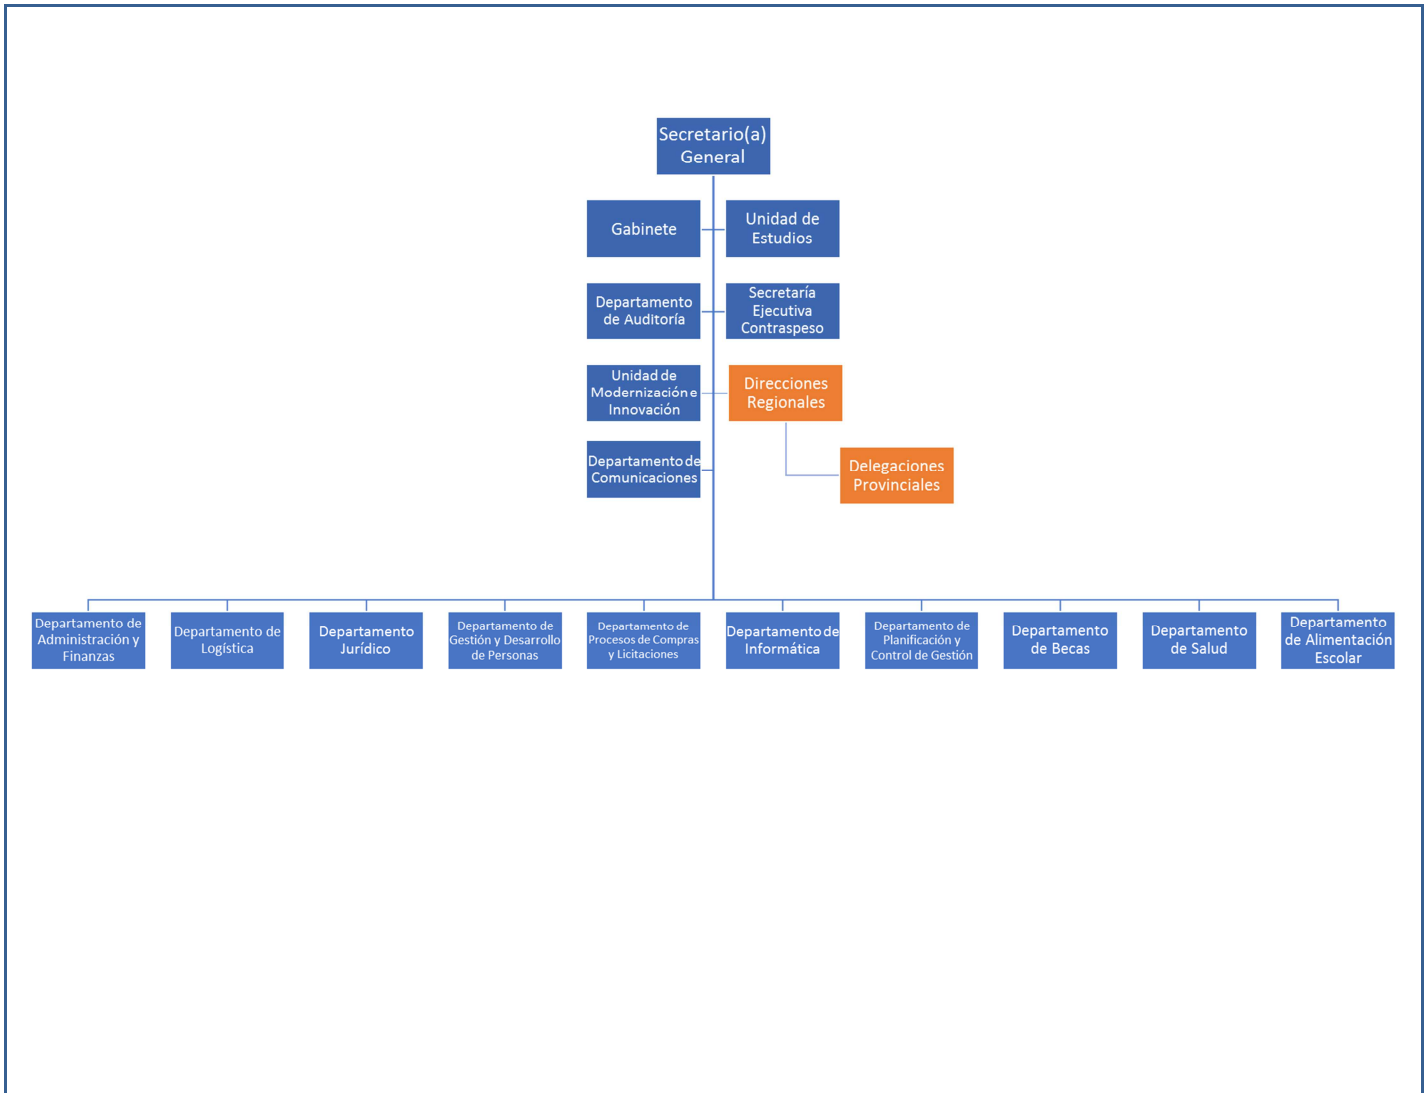 Secretario(a)
General
Gabinete
Unidad de
Estudios
Departamento
de Auditoría
Secretaría
Ejecutiva
Contraspeso
Unidad de
Modernización e
Innovación
Direcciones
Regionales
Departamento de
Comunicaciones
Delegaciones
Provinciales
Departamento de
Administración y
Finanzas
Departamento de
Logística
Departamento
Jurídico
Departamento de
Gestión y Desarrollo
de Personas
Departamento de
Procesos de Compras
y Licitaciones
Departamento de
Informática
Departamento de
Planificación y
Control de Gestión
Departamento
de Becas
Departamento
de Salud
Departamento
de Alimentación
Escolar